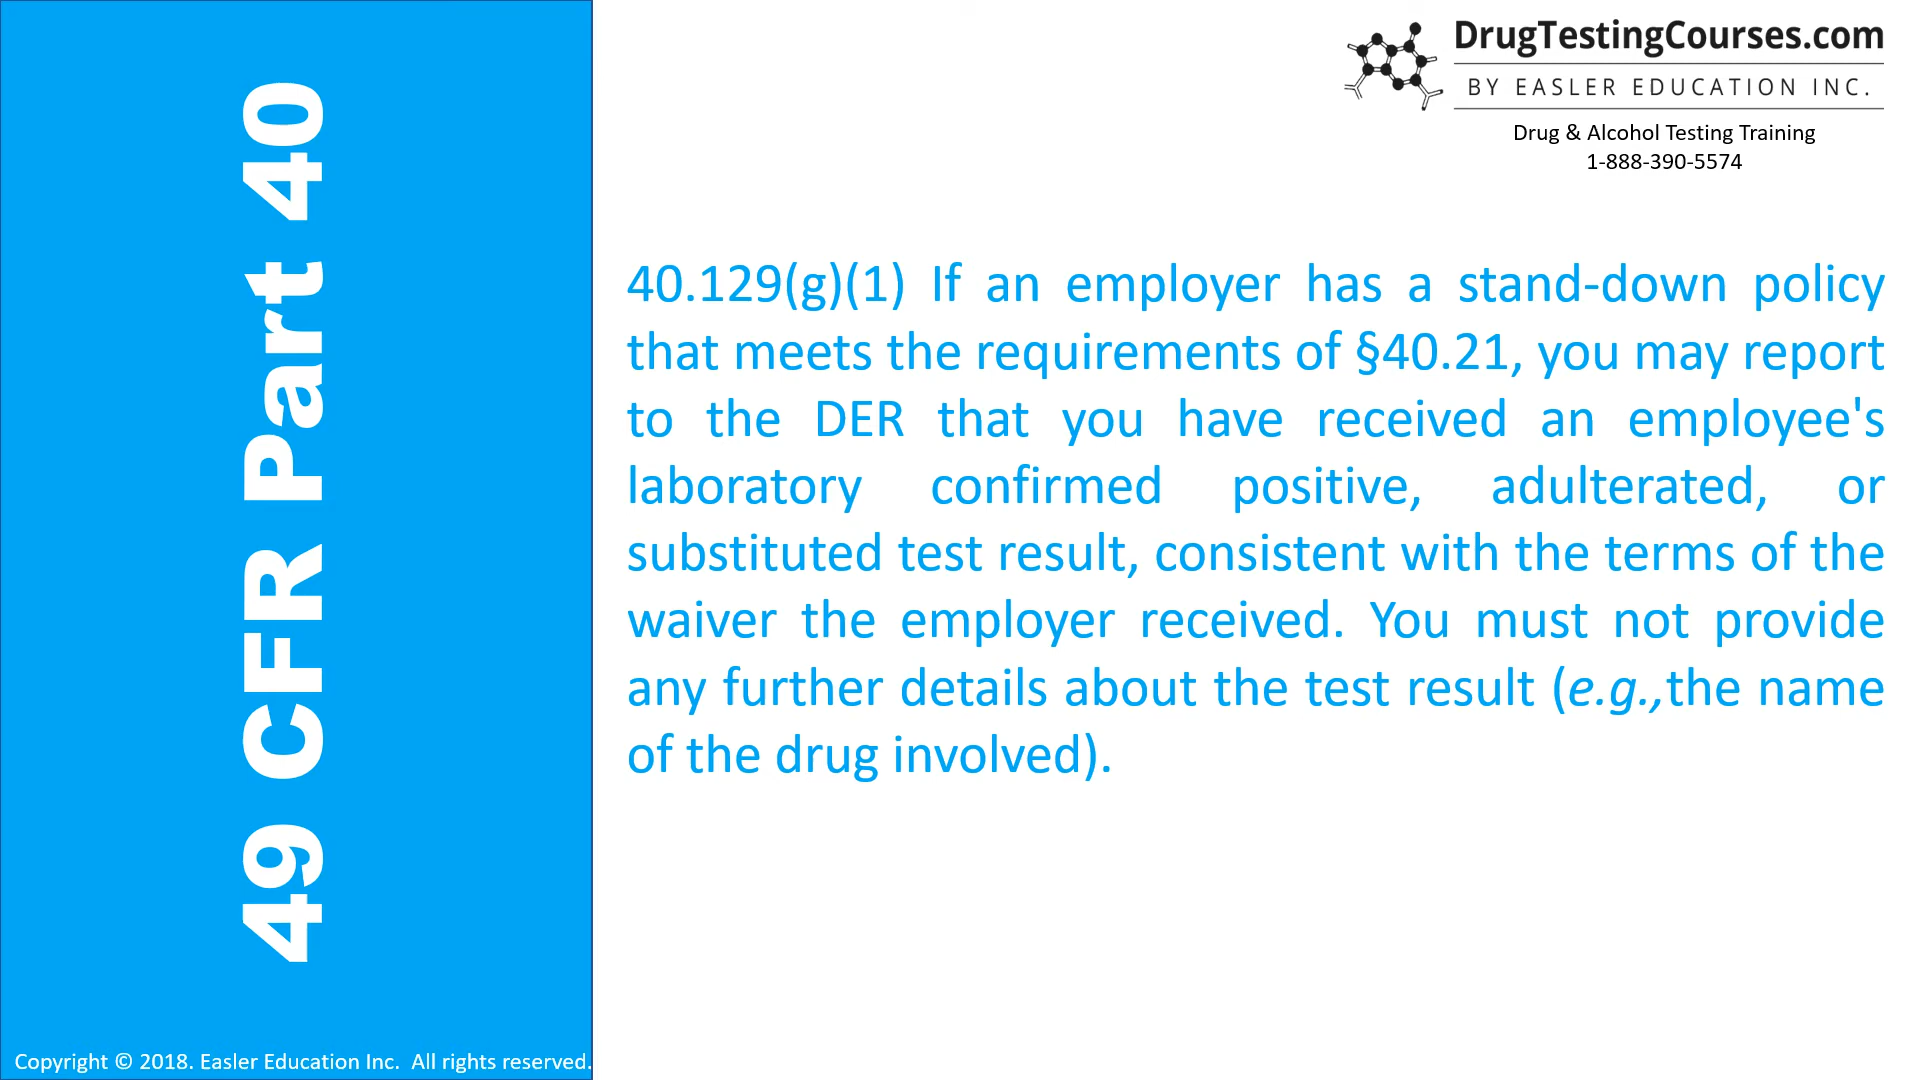 49 CFR Part 40
Copyright © 2018. Easler Education Inc.  All rights reserved.
DrugTestingCourses.com
BY EASLER EDUCATION INC.
Drug & Alcohol Testing Training
1-888-390-5574
40.129(g)(1) If an employer has a stand-down policy
that meets the requirements of §40.21, you may report
to the DER that you have received an employee's
laboratory confirmed positive, adulterated, or
substituted test result, consistent with the terms of the
waiver the employer received. You must not provide
any further details about the test result (e.g.,the name
of the drug involved).